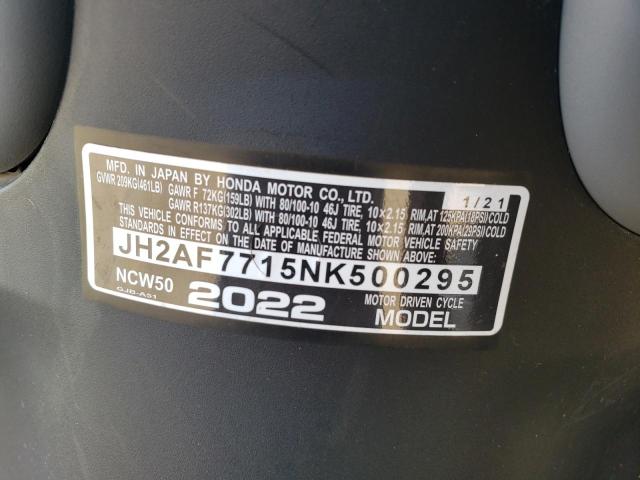 MFD. IN JAPAN BY HONDA MOTOR CO., LTD. 1/21
GVWR 209KG(461LB) GAWR F 72KG(159LB) WITH 80/100-10 46J TIRE, 10×2.15 RIM, AT 125KPA(18PSI)COLD
GAWR R137KG(302LB) WITH 80/100-10 46J TIRE, 10×2.15 RIM, AT 200KPA(29PSI)COLD
THIS VEHICLE CONFORMS TO ALL APPLICABLE FEDERAL MOTOR VEHICLE SAFETY
STANDARDS IN EFFECT ON THE DATE OF MANUFACTURE SHOWN ABOVE.
JH2AF7715NK500295
NCW50 2022 MOTOR DRIVEN CYCLE
GJB-A51 MODEL